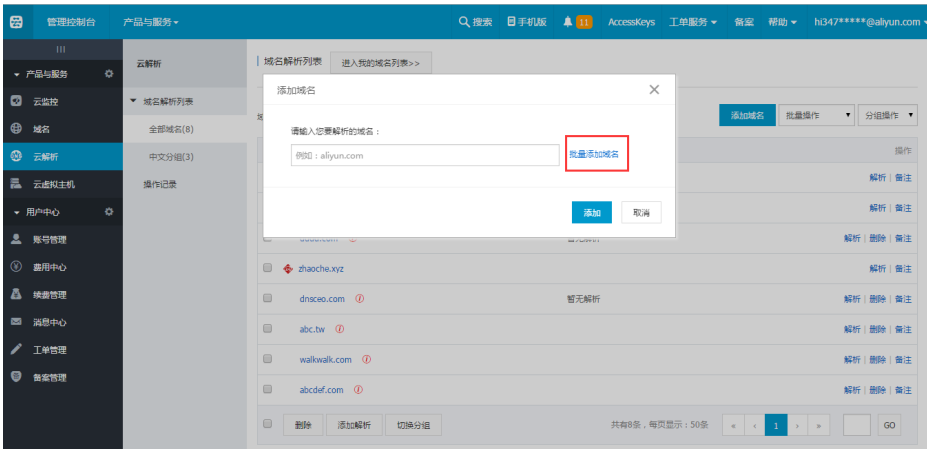 管理控制台 产品与服务 搜索 手机版 11 AccessKeys 工单服务 备案 帮助 hi347*****@aliyun.com
产品与服务
云监控
域名
云解析
云虚拟主机
用户中心
账号管理
费用中心
续费管理
消息中心
工单管理
备案管理
云解析
域名解析列表
全部域名(8)
中文分组(3)
操作记录
域名解析列表 进入我的域名列表>>
添加域名 批量操作 分组操作
添加域名
请输入您要解析的域名：
例如：aliyun.com 批量添加域名
添加 取消
操作
解析 | 备注
解析 | 备注
暂无解析 解析 | 删除 | 备注
zhaoche.xyz 解析 | 备注
dnsceo.com 暂无解析 解析 | 删除 | 备注
abc.tw 解析 | 删除 | 备注
walkwalk.com 解析 | 删除 | 备注
abcdef.com 解析 | 删除 | 备注
删除 添加解析 切换分组 共有8条，每页显示：50条 « ‹ 1 › » GO